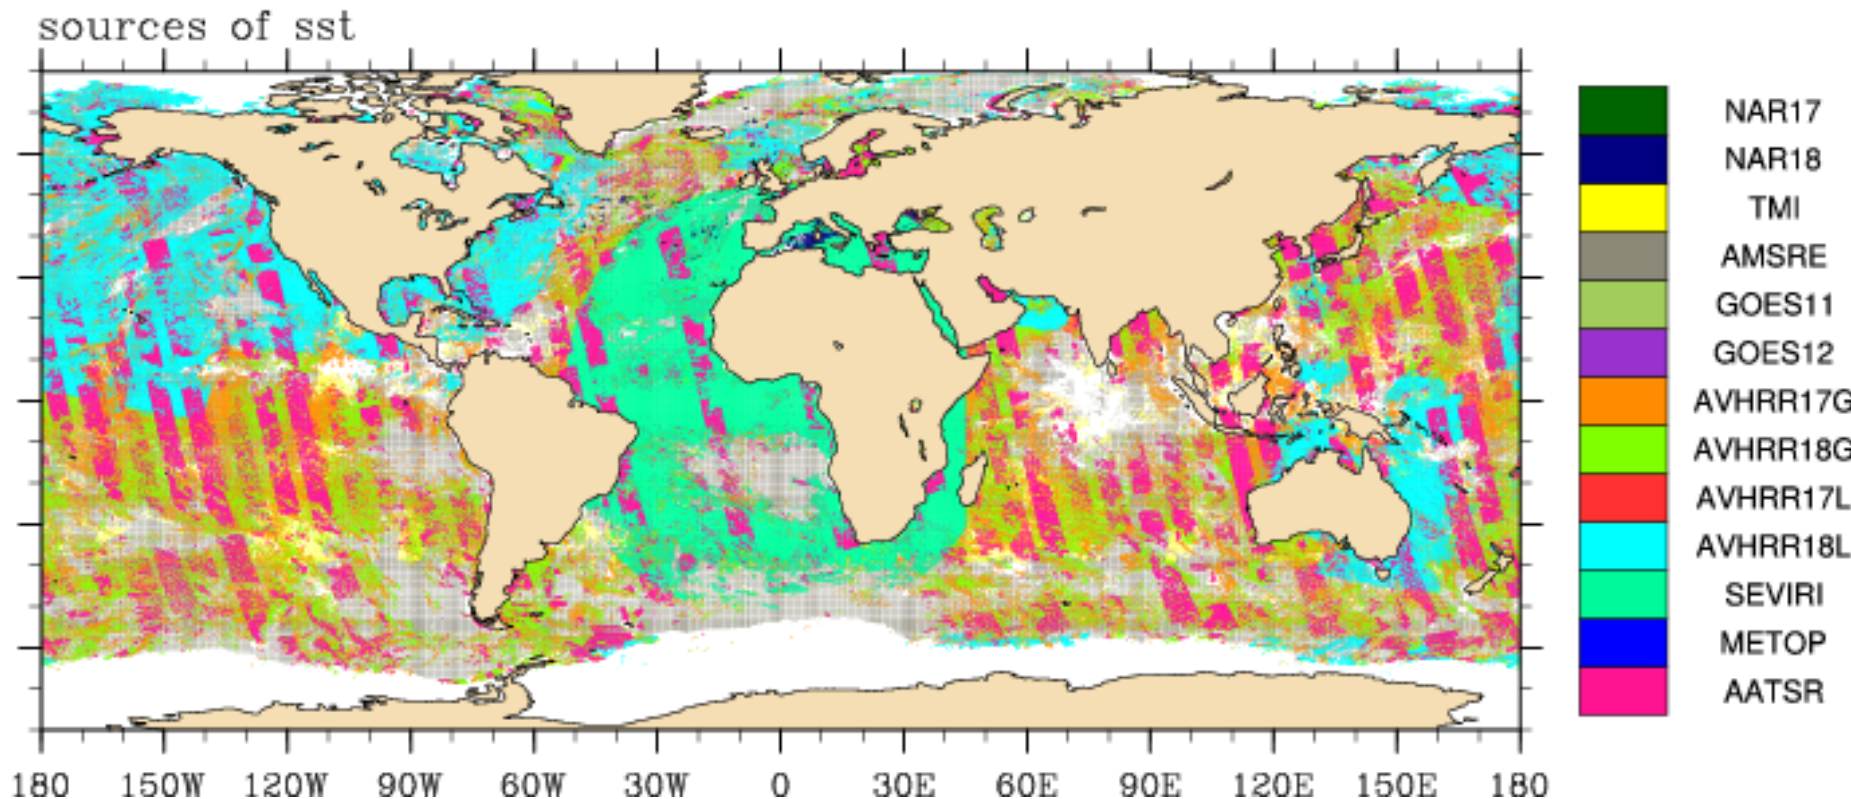 sources of sst
NAR17
NAR18
TMI
AMSRE
GOES11
GOES12
AVHRR17G
AVHRR18G
AVHRR17L
AVHRR18L
SEVIRI
METOP
AATSR
180 150W 120W 90W 60W 30W 0 30E 60E 90E 120E 150E 180